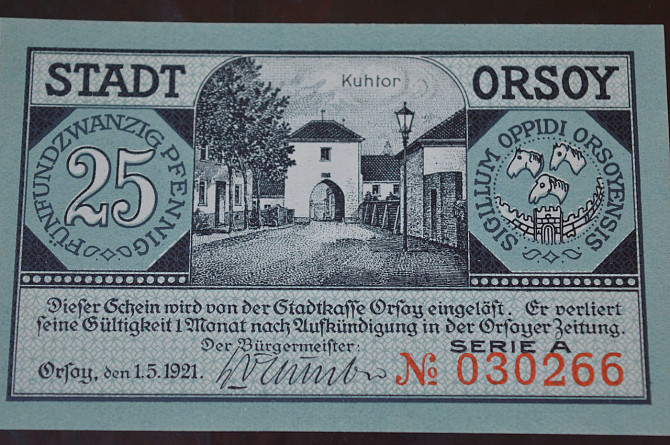 STADT ORSOY
Kuhtor
FÜNFUNDZWANZIG PFENNIG
25
SIGILLUM OPPIDI ORSOYENSIS
Dieser Schein wird von der Stadtkasse Orsoy eingelöst. Er verliert
seine Gültigkeit 1 Monat nach Aufkündigung in der Orsoyer Zeitung.
Der Bürgermeister:
SERIE A
Orsoy, den 1.5.1921.
№ 030266